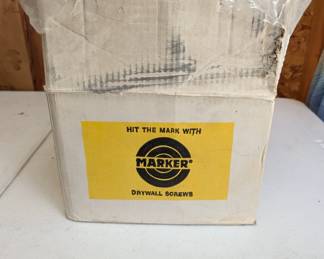 HIT THE MARK WITH
MARKER®
DRYWALL SCREWS